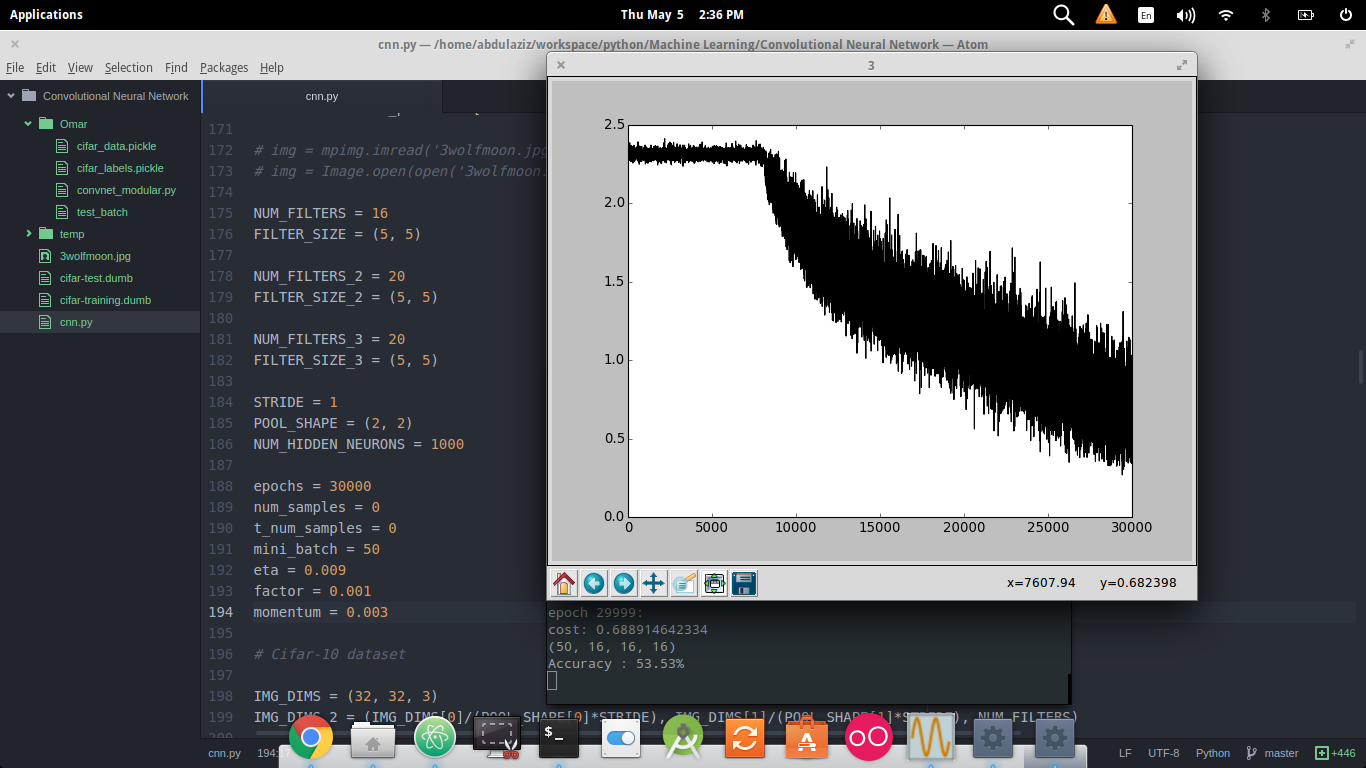 Applications
Thu May 5 2:36 PM
En
cnn.py — /home/abdulaziz/workspace/python/Machine Learning/Convolutional Neural Network — Atom
File Edit View Selection Find Packages Help
Convolutional Neural Network
Omar
cifar_data.pickle
cifar_labels.pickle
convnet_modular.py
test_batch
temp
3wolfmoon.jpg
cifar-test.dumb
cifar-training.dumb
cnn.py
cnn.py
171
172 # img = mpimg.imread('3wolfmoon.jpg
173 # img = Image.open(open('3wolfmoon.
174
175 NUM_FILTERS = 16
176 FILTER_SIZE = (5, 5)
177
178 NUM_FILTERS_2 = 20
179 FILTER_SIZE_2 = (5, 5)
180
181 NUM_FILTERS_3 = 20
182 FILTER_SIZE_3 = (5, 5)
183
184 STRIDE = 1
185 POOL_SHAPE = (2, 2)
186 NUM_HIDDEN_NEURONS = 1000
187
188 epochs = 30000
189 num_samples = 0
190 t_num_samples = 0
191 mini_batch = 50
192 eta = 0.009
193 factor = 0.001
194 momentum = 0.003
195
196 # Cifar-10 dataset
197
198 IMG_DIMS = (32, 32, 3)
199 IMG_DIMS_2 = (IMG_DIMS[0]/(POOL_SHAPE[0]*STRIDE), IMG_DIMS[1]/(POOL_SHAPE[1]*STRIDE), NUM_FILTERS)
3
2.5
2.0
1.5
1.0
0.5
0.0
0 5000 10000 15000 20000 25000 30000
x=7607.94 y=0.682398
epoch 29999:
cost: 0.688914642334
(50, 16, 16, 16)
Accuracy : 53.53%
$_
A
cnn.py
LF UTF-8 Python master +446